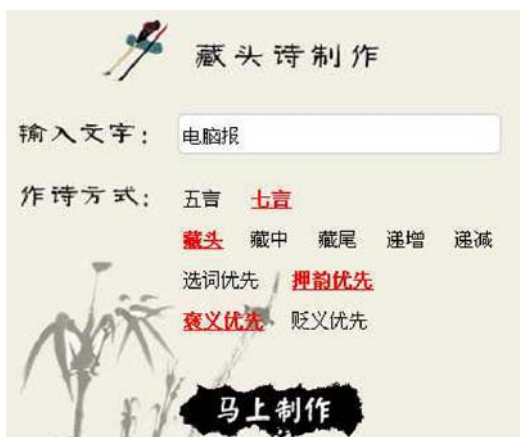 藏头诗制作
输入文字: 电脑报
作诗方式: 五言 七言
藏头 藏中 藏尾 递增 递减
选词优先 押韵优先
褒义优先 贬义优先
马上制作